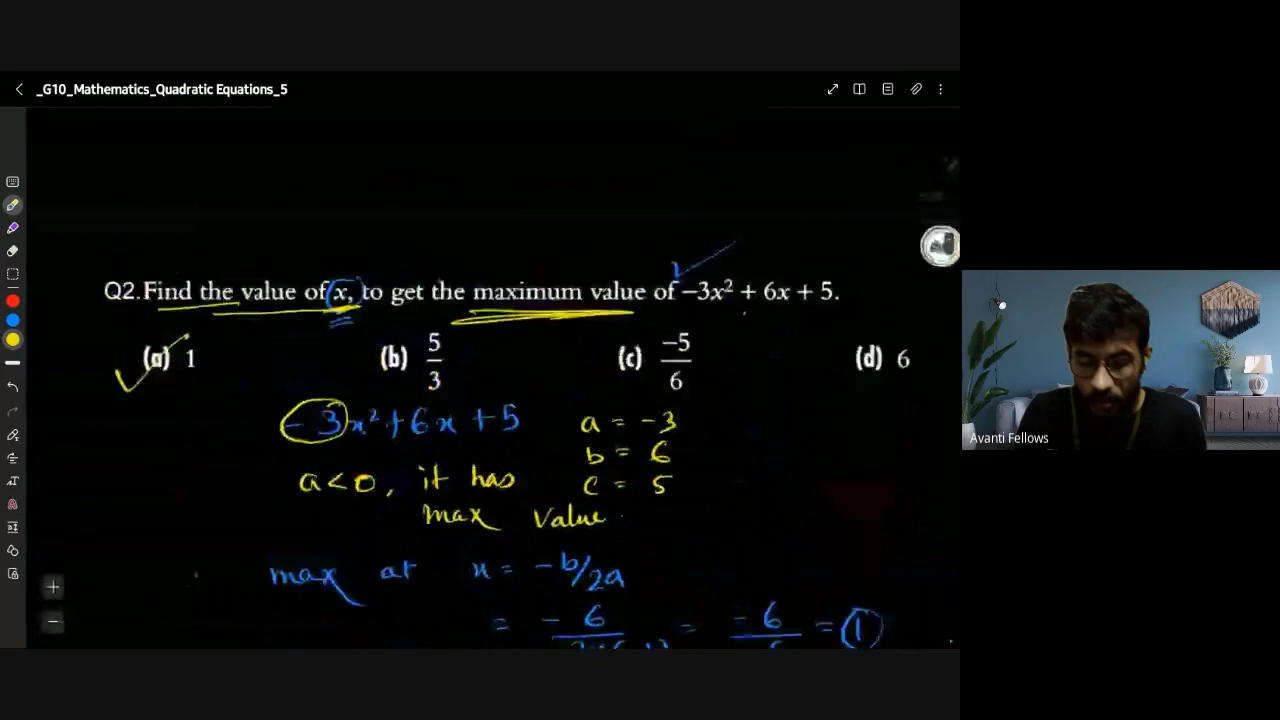 _G10_Mathematics_Quadratic Equations_5
Q2. Find the value of x, to get the maximum value of −3x² + 6x + 5.
(a) 1 (b) 5/3 (c) −5/6 (d) 6
−3x² + 6x + 5 a = −3
b = 6
a < 0, it has c = 5
max value.
max at x = −b/2a
= − 6 = − 6 = 1
Avanti Fellows